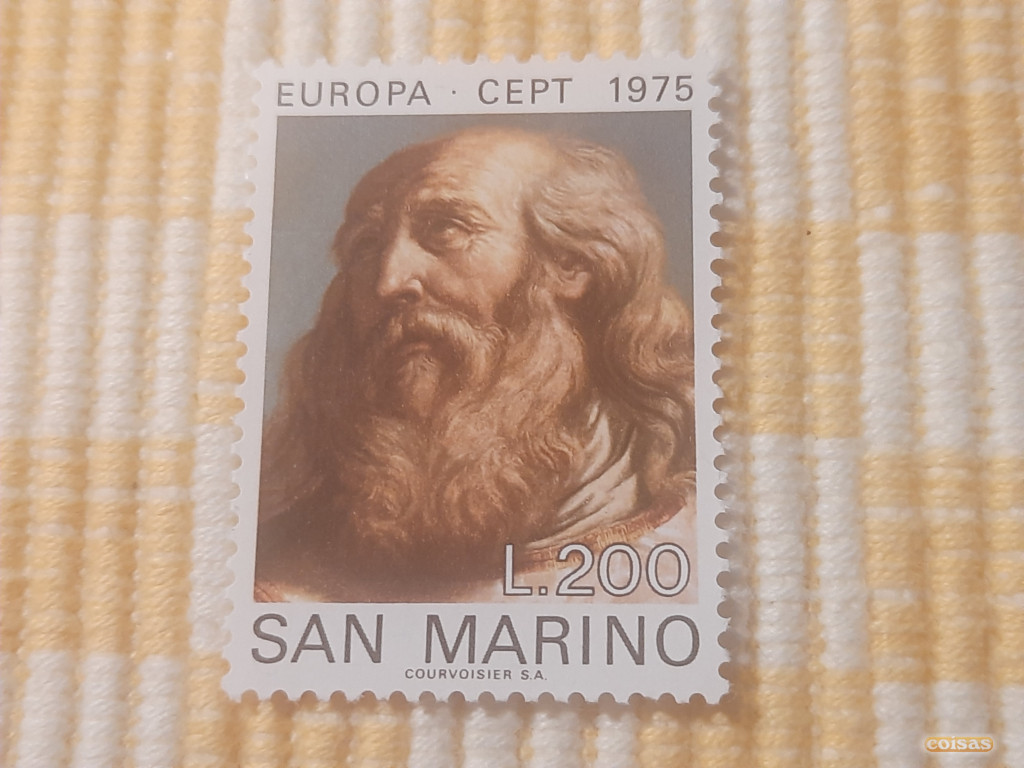 EUROPA · CEPT 1975
L.200
SAN MARINO
COURVOISIER S.A.
coisas